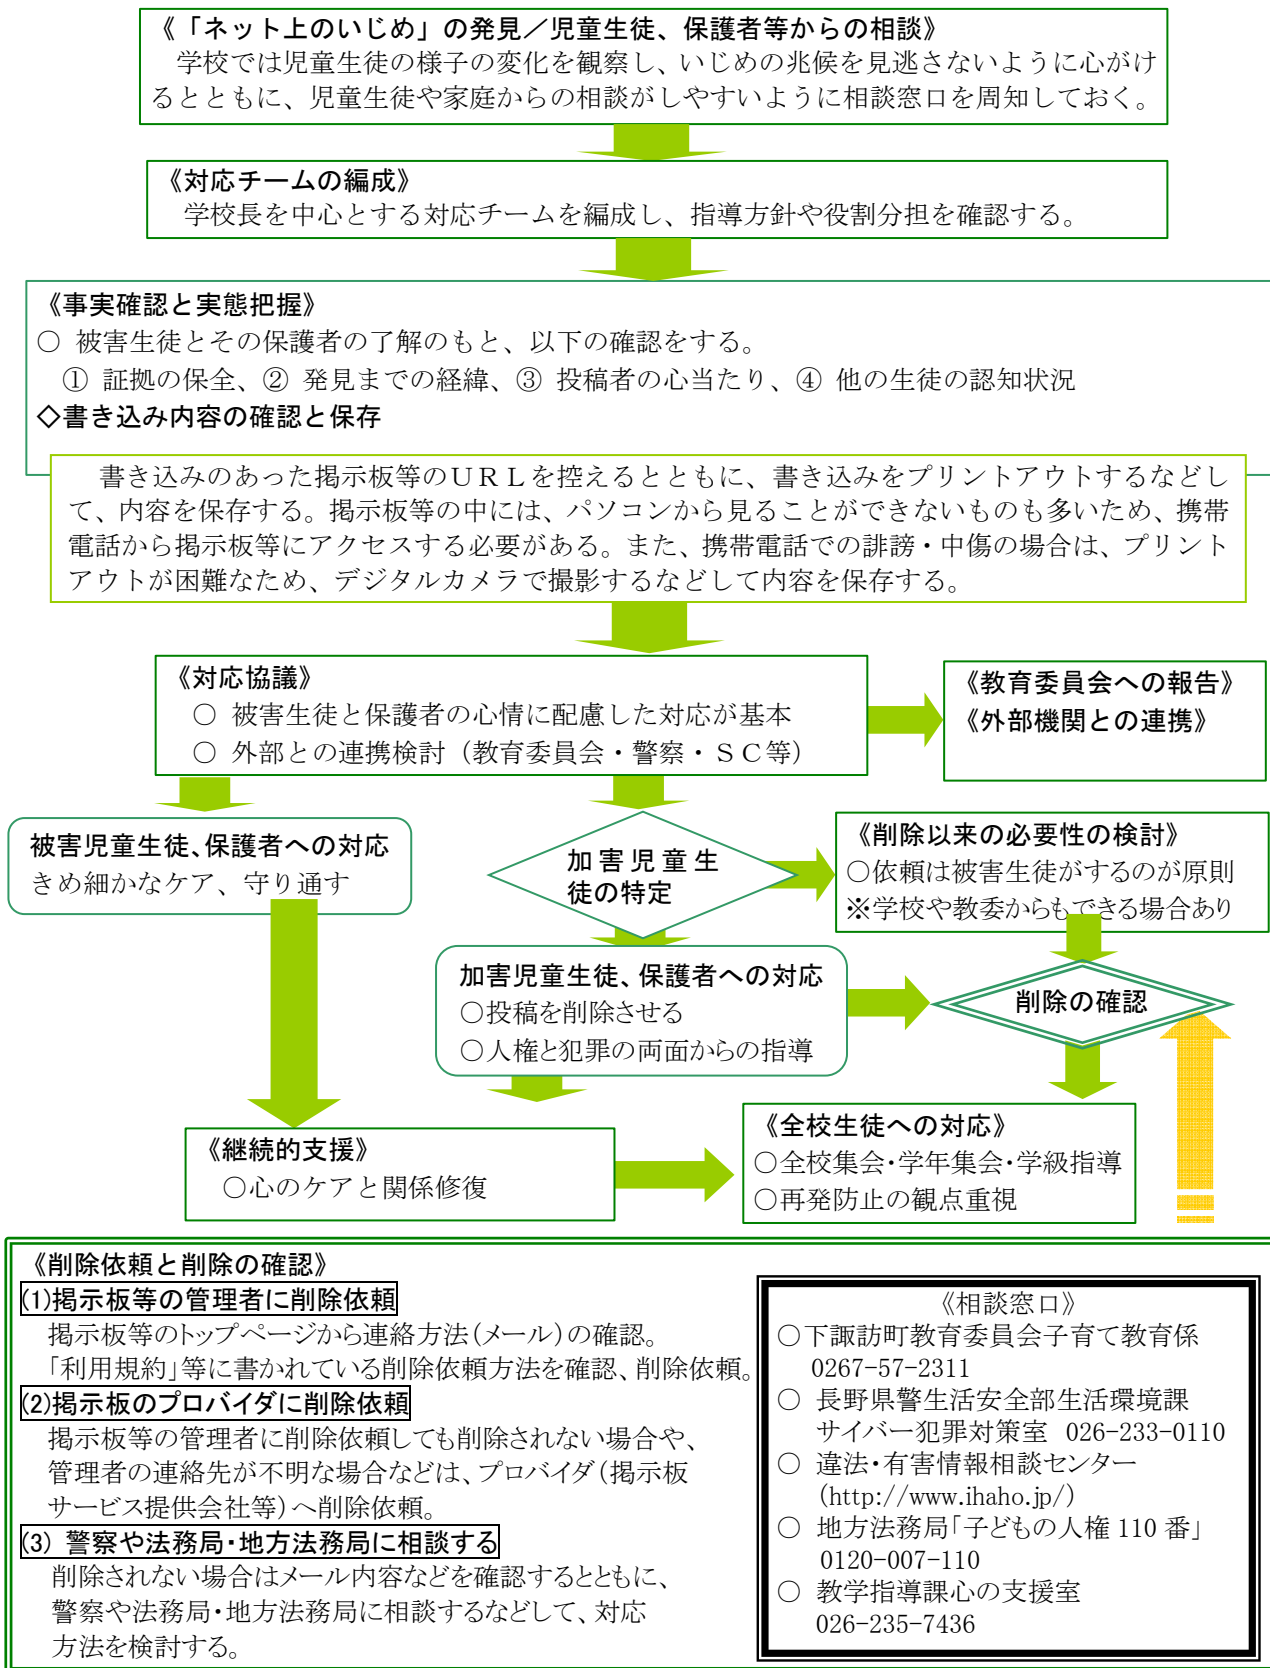 《「ネット上のいじめ」の発見／児童生徒、保護者等からの相談》
学校では児童生徒の様子の変化を観察し、いじめの兆候を見逃さないように心がけ
るとともに、児童生徒や家庭からの相談がしやすいように相談窓口を周知しておく。
《対応チームの編成》
学校長を中心とする対応チームを編成し、指導方針や役割分担を確認する。
《事実確認と実態把握》
○ 被害生徒とその保護者の了解のもと、以下の確認をする。
① 証拠の保全、② 発見までの経緯、③ 投稿者の心当たり、④ 他の生徒の認知状況
◇書き込み内容の確認と保存
書き込みのあった掲示板等のＵＲＬを控えるとともに、書き込みをプリントアウトするなどし
て、内容を保存する。掲示板等の中には、パソコンから見ることができないものも多いため、携帯
電話から掲示板等にアクセスする必要がある。また、携帯電話での誹謗・中傷の場合は、プリント
アウトが困難なため、デジタルカメラで撮影するなどして内容を保存する。
《対応協議》
○ 被害生徒と保護者の心情に配慮した対応が基本
○ 外部との連携検討（教育委員会・警察・ＳＣ等）
《教育委員会への報告》
《外部機関との連携》
被害児童生徒、保護者への対応
きめ細かなケア、守り通す
加害児童生
徒の特定
《削除以来の必要性の検討》
○依頼は被害生徒がするのが原則
※学校や教委からもできる場合あり
加害児童生徒、保護者への対応
○投稿を削除させる
○人権と犯罪の両面からの指導
削除の確認
《継続的支援》
○心のケアと関係修復
《全校生徒への対応》
○全校集会・学年集会・学級指導
○再発防止の観点重視
《削除依頼と削除の確認》
(1)掲示板等の管理者に削除依頼
掲示板等のトップページから連絡方法（メール）の確認。
「利用規約」等に書かれている削除依頼方法を確認、削除依頼。
(2)掲示板のプロバイダに削除依頼
掲示板等の管理者に削除依頼しても削除されない場合や、
管理者の連絡先が不明な場合などは、プロバイダ（掲示板
サービス提供会社等）へ削除依頼。
(3) 警察や法務局・地方法務局に相談する
削除されない場合はメール内容などを確認するとともに、
警察や法務局・地方法務局に相談するなどして、対応
方法を検討する。
《相談窓口》
○下諏訪町教育委員会子育て教育係
0267-57-2311
○ 長野県警生活安全部生活環境課
サイバー犯罪対策室 026-233-0110
○ 違法・有害情報相談センター
(http://www.ihaho.jp/)
○ 地方法務局「子どもの人権 110 番」
0120-007-110
○ 教学指導課心の支援室
026-235-7436